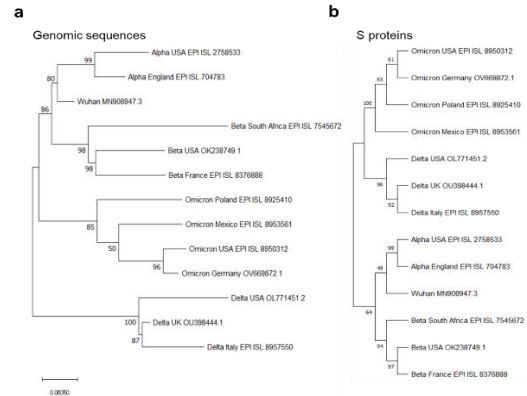 a
Genomic sequences
Alpha USA EPI ISL 2758533
99
Alpha England EPI ISL 704783
80
Wuhan MN908947.3
86
Beta South Africa EPI ISL 7545672
98
Beta USA OK238749.1
98
Beta France EPI ISL 8376888
Omicron Poland EPI ISL 8925410
85
Omicron Mexico EPI ISL 8953561
50
Omicron USA EPI ISL 8950312
96
Omicron Germany OV669872.1
Delta USA OL771451.2
100
Delta UK OU398444.1
87
Delta Italy EPI ISL 8957550
0.00050
b
S proteins
Omicron USA EPI ISL 8950312
61
Omicron Germany OV669872.1
63
Omicron Poland EPI ISL 8925410
100
Omicron Mexico EPI ISL 8953561
Delta USA OL771451.2
96
Delta UK OU398444.1
92
Delta Italy EPI ISL 8957550
Alpha USA EPI ISL 2758533
99
Alpha England EPI ISL 704783
49
Wuhan MN908947.3
64
Beta South Africa EPI ISL 7545672
94
Beta USA OK238749.1
97
Beta France EPI ISL 8376888